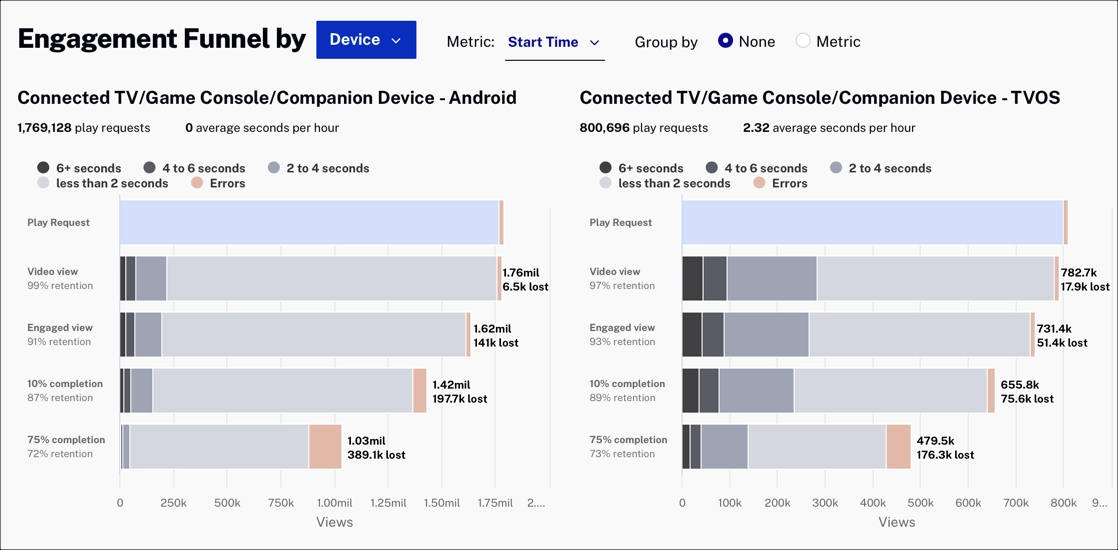 Engagement Funnel by Device Metric: Start Time Group by None Metric
Connected TV/Game Console/Companion Device - Android
1,769,128 play requests 0 average seconds per hour
6+ seconds 4 to 6 seconds 2 to 4 seconds
less than 2 seconds Errors
Play Request
Video view
99% retention
1.76mil
6.5k lost
Engaged view
91% retention
1.62mil
141k lost
10% completion
87% retention
1.42mil
197.7k lost
75% completion
72% retention
1.03mil
389.1k lost
0 250k 500k 750k 1.00mil 1.25mil 1.50mil 1.75mil 2....
Views
Connected TV/Game Console/Companion Device - TVOS
800,696 play requests 2.32 average seconds per hour
6+ seconds 4 to 6 seconds 2 to 4 seconds
less than 2 seconds Errors
Play Request
Video view
97% retention
782.7k
17.9k lost
Engaged view
93% retention
731.4k
51.4k lost
10% completion
89% retention
655.8k
75.6k lost
75% completion
73% retention
479.5k
176.3k lost
0 100k 200k 300k 400k 500k 600k 700k 800k 9...
Views